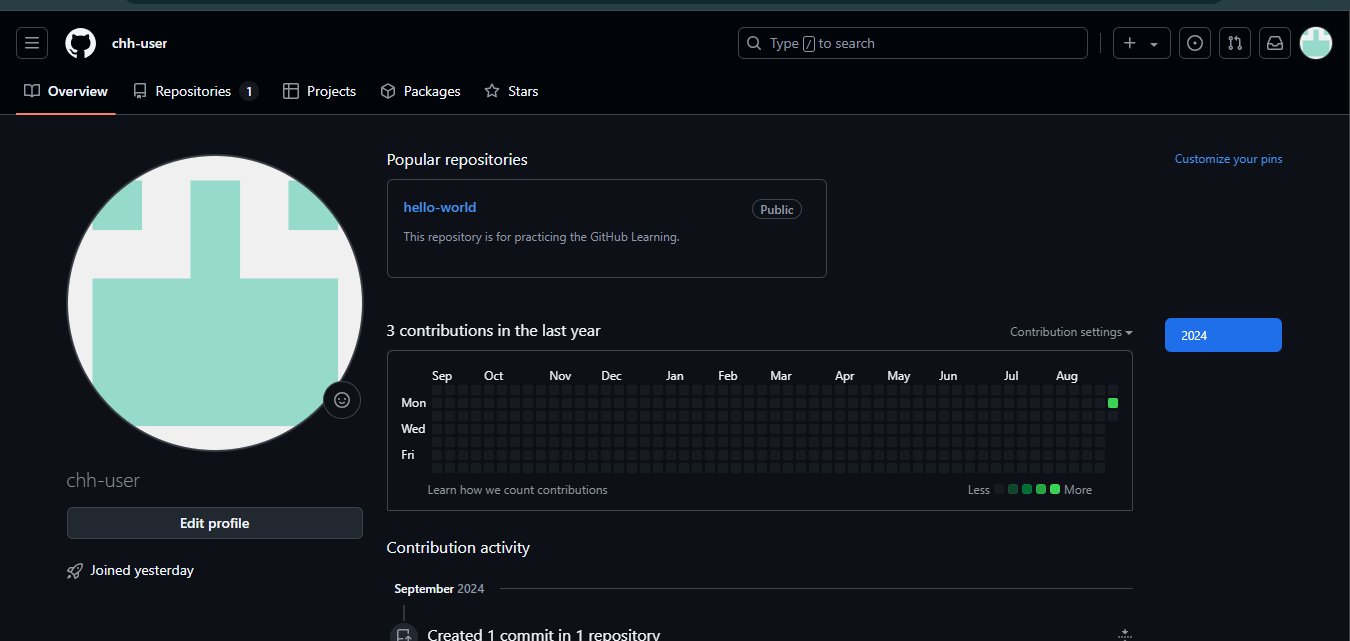 chh-user
Type / to search
Overview
Repositories 1
Projects
Packages
Stars
Popular repositories
Customize your pins
hello-world
Public
This repository is for practicing the GitHub Learning.
3 contributions in the last year
Contribution settings
2024
Sep Oct Nov Dec Jan Feb Mar Apr May Jun Jul Aug
Mon
Wed
Fri
Learn how we count contributions
Less More
chh-user
Edit profile
Joined yesterday
Contribution activity
September 2024
Created 1 commit in 1 repository